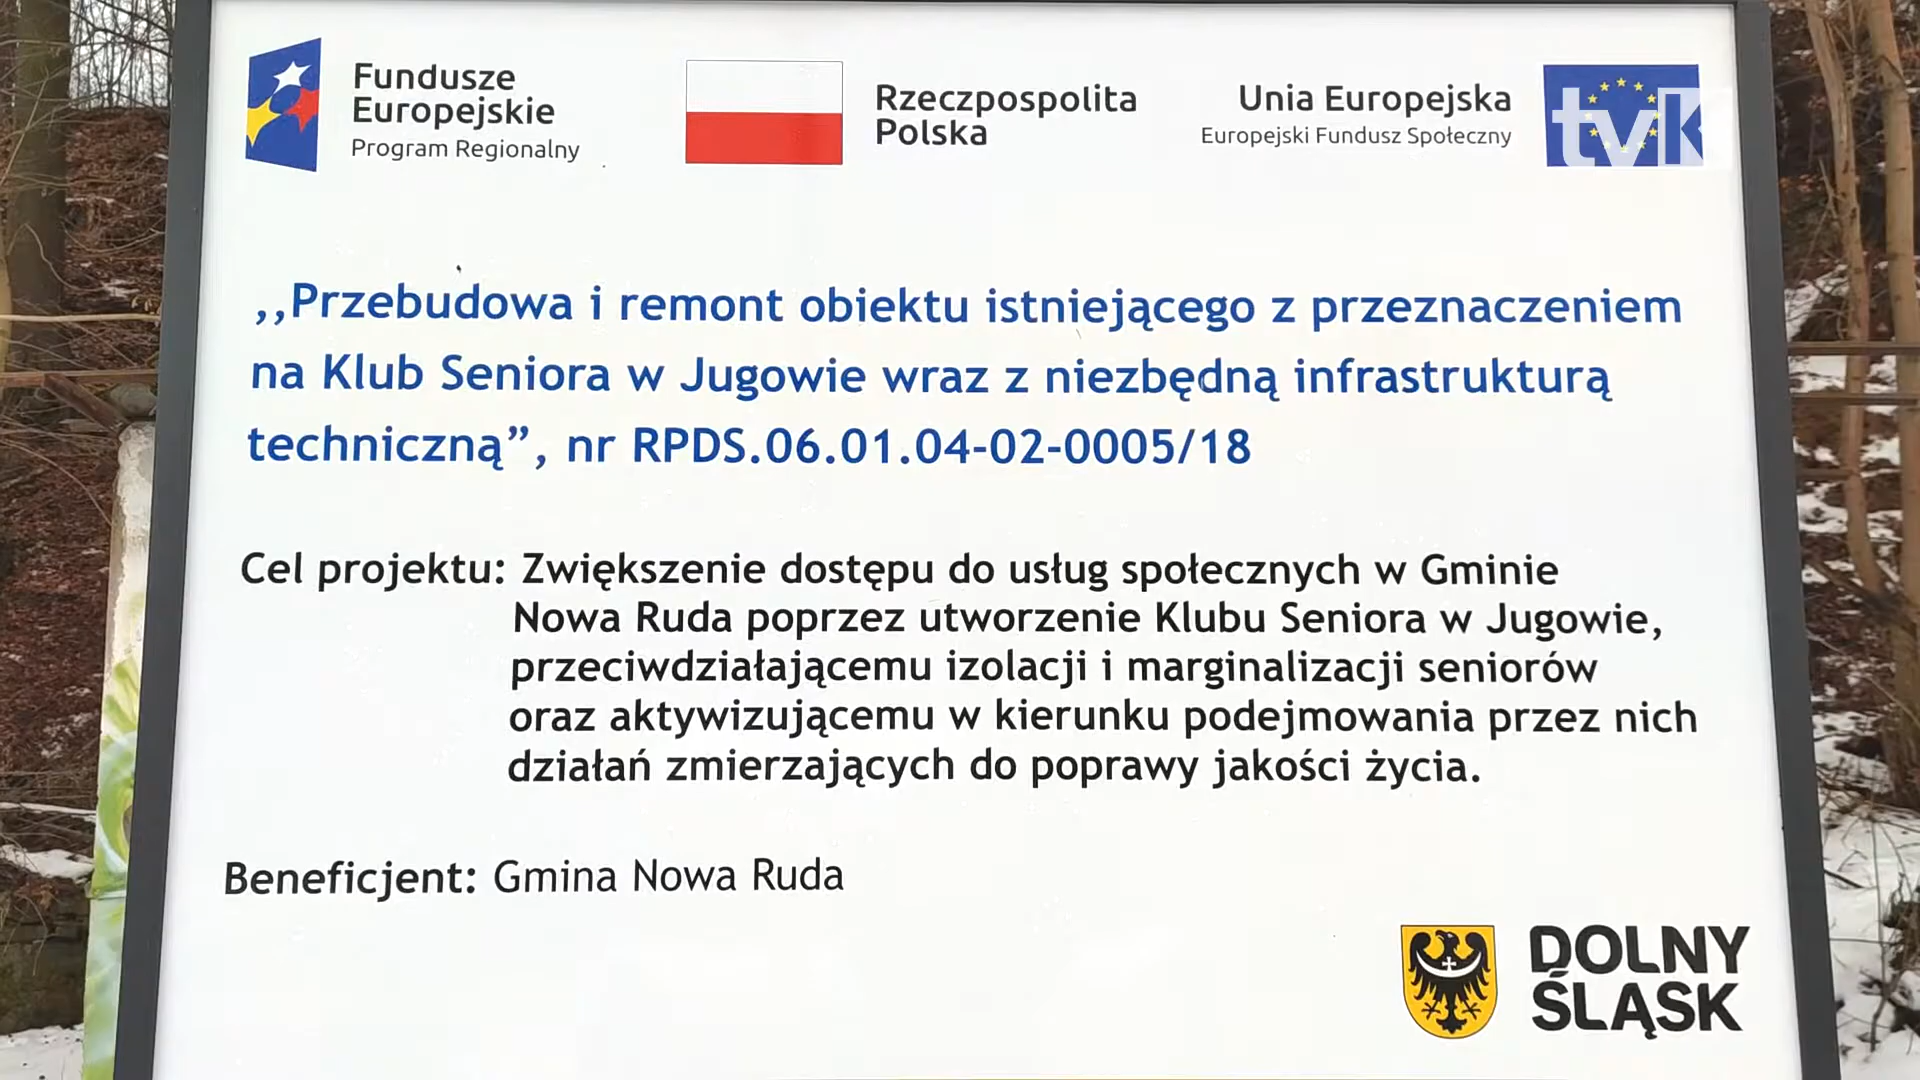 Fundusze
Europejskie
Program Regionalny
Rzeczpospolita
Polska
Unia Europejska
Europejski Fundusz Społeczny
tvk
,,Przebudowa i remont obiektu istniejącego z przeznaczeniem
na Klub Seniora w Jugowie wraz z niezbędną infrastrukturą
techniczną”, nr RPDS.06.01.04-02-0005/18
Cel projektu: Zwiększenie dostępu do usług społecznych w Gminie
Nowa Ruda poprzez utworzenie Klubu Seniora w Jugowie,
przeciwdziałającemu izolacji i marginalizacji seniorów
oraz aktywizującemu w kierunku podejmowania przez nich
działań zmierzających do poprawy jakości życia.
Beneficjent: Gmina Nowa Ruda
DOLNY
ŚLĄSK